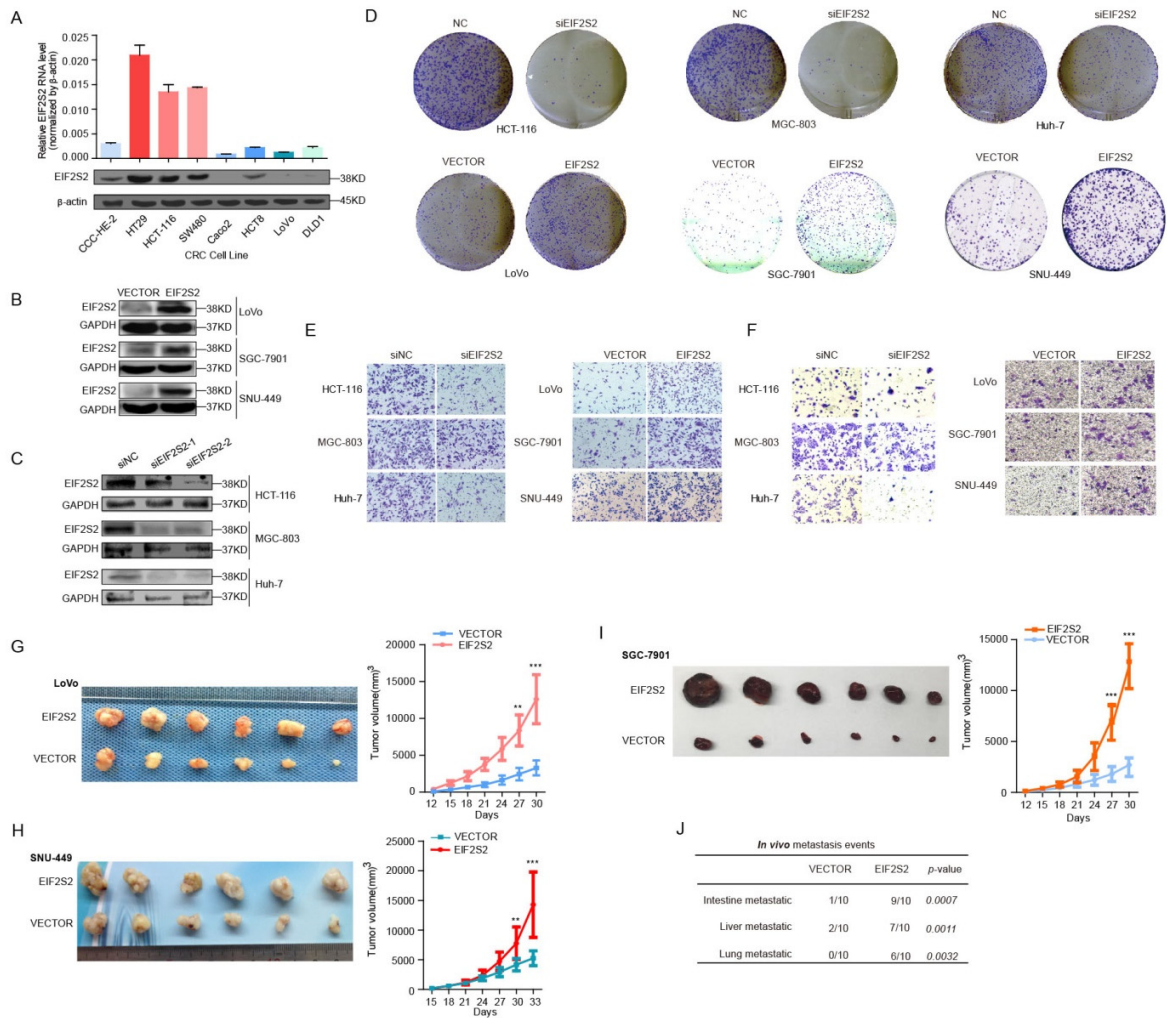 A
Relative EIF2S2 RNA level
(normalized by β-actin)
0.025
0.020
0.015
0.010
0.005
0.000
EIF2S2
38KD
β-actin
45KD
CCC-HE-2
HT29
HCT-116
SW480
Caco2
HCT8
LoVo
DLD1
CRC Cell Line
B
VECTOR EIF2S2
EIF2S2
38KD
GAPDH
37KD
LoVo
EIF2S2
38KD
GAPDH
37KD
SGC-7901
EIF2S2
38KD
GAPDH
37KD
SNU-449
C
siNC
siEIF2S2-1
siEIF2S2-2
EIF2S2
38KD
GAPDH
37KD
HCT-116
EIF2S2
38KD
GAPDH
37KD
MGC-803
EIF2S2
38KD
GAPDH
37KD
Huh-7
D
NC
siEIF2S2
HCT-116
NC
siEIF2S2
MGC-803
NC
siEIF2S2
Huh-7
VECTOR
EIF2S2
LoVo
VECTOR
EIF2S2
SGC-7901
VECTOR
EIF2S2
SNU-449
E
siNC
siEIF2S2
HCT-116
MGC-803
Huh-7
VECTOR
EIF2S2
LoVo
SGC-7901
SNU-449
F
siNC
siEIF2S2
HCT-116
MGC-803
Huh-7
VECTOR
EIF2S2
LoVo
SGC-7901
SNU-449
G
LoVo
EIF2S2
VECTOR
VECTOR
EIF2S2
Tumor volume(mm)3
20000
15000
10000
5000
0
**
***
12 15 18 21 24 27 30
Days
H
SNU-449
EIF2S2
VECTOR
VECTOR
EIF2S2
Tumor volume(mm)3
25000
20000
15000
10000
5000
0
**
***
15 18 21 24 27 30 33
Days
I
SGC-7901
EIF2S2
VECTOR
EIF2S2
VECTOR
Tumor volume(mm)3
15000
10000
5000
0
***
***
12 15 18 21 24 27 30
Days
J
In vivo metastasis events
VECTOR EIF2S2 p-value
Intestine metastatic 1/10 9/10 0.0007
Liver metastatic 2/10 7/10 0.0011
Lung metastatic 0/10 6/10 0.0032